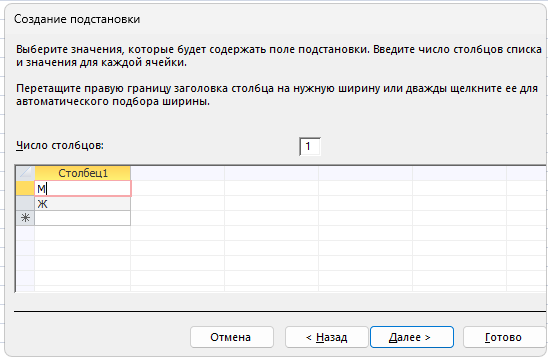 Создание подстановки
Выберите значения, которые будет содержать поле подстановки. Введите число столбцов списка
и значения для каждой ячейки.
Перетащите правую границу заголовка столбца на нужную ширину или дважды щелкните ее для
автоматического подбора ширины.
Число столбцов:
1
Столбец1
М
Ж
Отмена
< Назад
Далее >
Готово